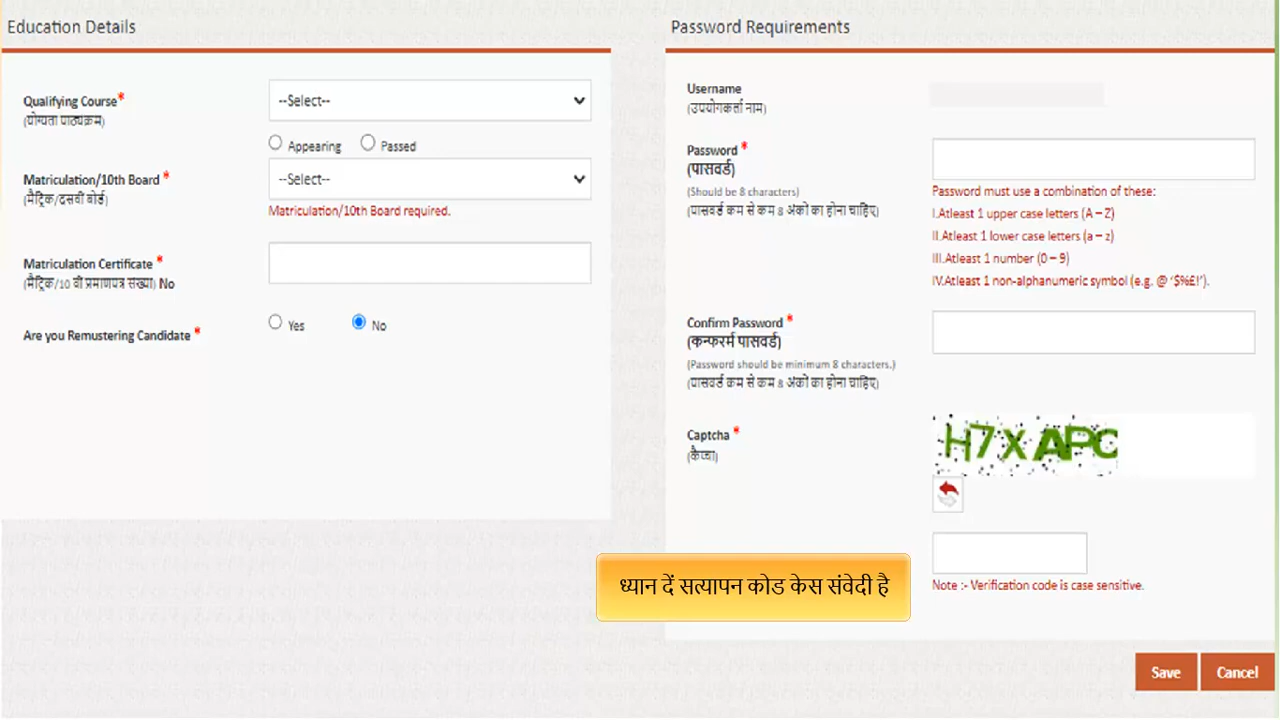 Education Details
Qualifying Course*
(योग्यता पाठ्यक्रम)
--Select--
Appearing Passed
Matriculation/10th Board *
(मैट्रिक/दसवीं बोर्ड)
--Select--
Matriculation/10th Board required.
Matriculation Certificate *
(मैट्रिक/10 वीं प्रमाणपत्र संख्या) No
Are you Remustering Candidate *
Yes No
Password Requirements
Username
(उपयोगकर्ता नाम)
Password *
(पासवर्ड)
(Should be 8 characters)
(पासवर्ड कम से कम 8 अंकों का होना चाहिए)
Password must use a combination of these:
I.Atleast 1 upper case letters (A – Z)
II.Atleast 1 lower case letters (a – z)
III.Atleast 1 number (0 – 9)
IV.Atleast 1 non-alphanumeric symbol (e.g. @ '$%£!').
Confirm Password *
(कन्फर्म पासवर्ड)
(Password should be minimum 8 characters.)
(पासवर्ड कम से कम 8 अंकों का होना चाहिए)
Captcha *
(कैप्चा)
H7XAPC
Note :- Verification code is case sensitive.
ध्यान दें सत्यापन कोड केस संवेदी है
Save Cancel